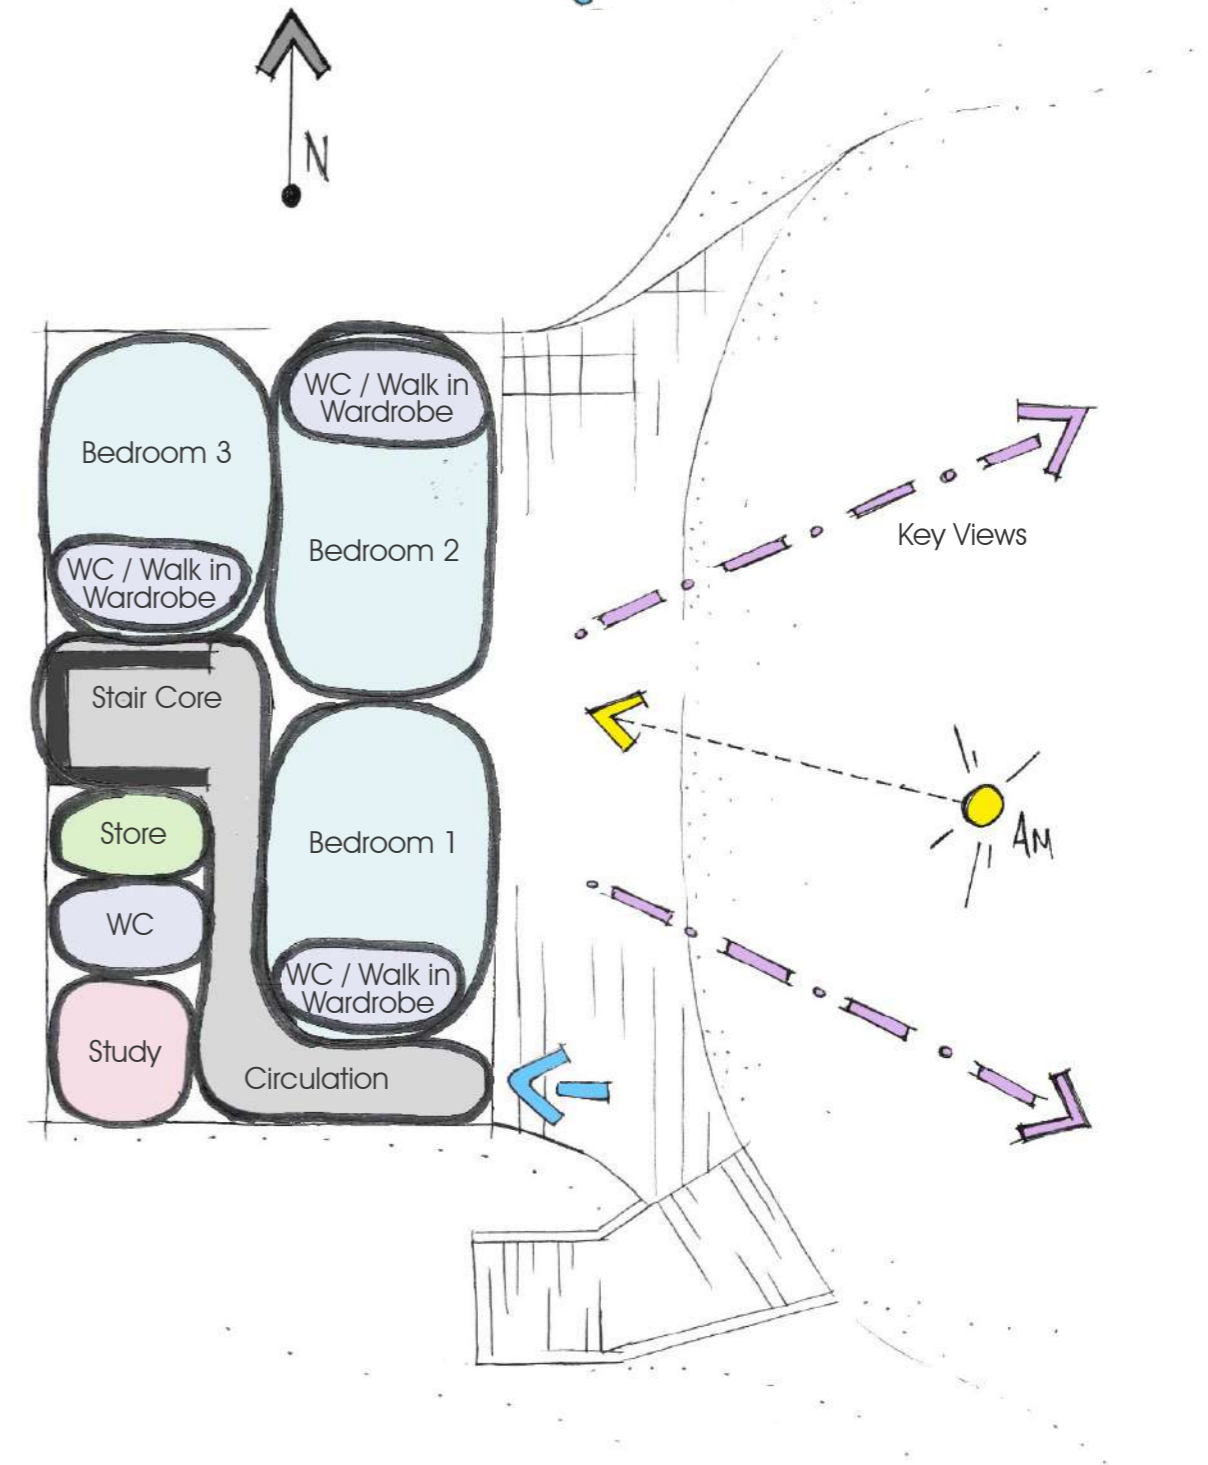 N
WC / Walk in
Wardrobe
Bedroom 3
Bedroom 2
Key Views
WC / Walk in
Wardrobe
Stair Core
Store
Bedroom 1
AM
WC
WC / Walk in
Wardrobe
Study
Circulation